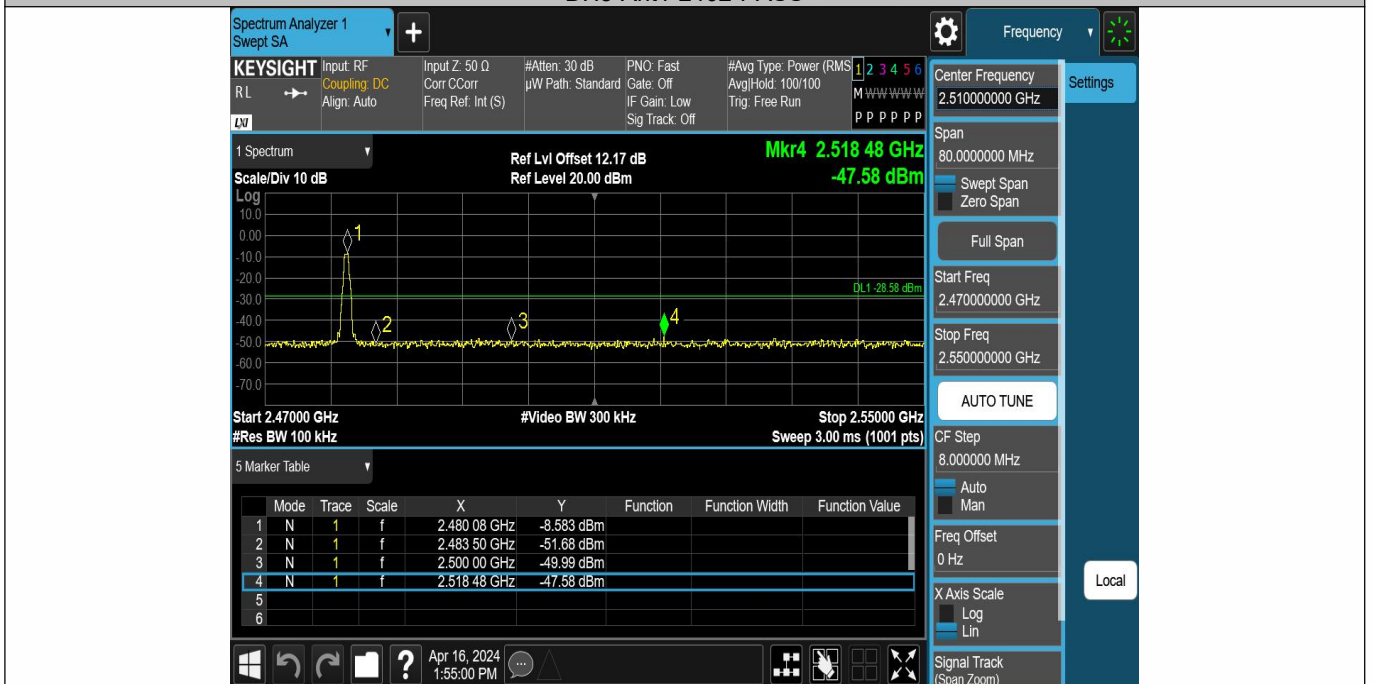 Spectrum Analyzer 1
Swept SA
+
Frequency
KEYSIGHT
RL
LXI
Input: RF
Coupling: DC
Align: Auto
Input Z: 50 Ω
Corr CCorr
Freq Ref: Int (S)
#Atten: 30 dB
µW Path: Standard
PNO: Fast
Gate: Off
IF Gain: Low
Sig Track: Off
#Avg Type: Power (RMS
Avg|Hold: 100/100
Trig: Free Run
1 2 3 4 5 6
M W W W W W
P P P P P P
1 Spectrum
Scale/Div 10 dB
Ref Lvl Offset 12.17 dB
Ref Level 20.00 dBm
Mkr4 2.518 48 GHz
-47.58 dBm
Log
10.0
0.00
-10.0
-20.0
-30.0
-40.0
-50.0
-60.0
-70.0
1
2
3
4
DL1 -28.58 dBm
Start 2.47000 GHz
#Video BW 300 kHz
Stop 2.55000 GHz
#Res BW 100 kHz
Sweep 3.00 ms (1001 pts)
5 Marker Table
Mode Trace Scale X Y Function Function Width Function Value
1 N 1 f 2.480 08 GHz -8.583 dBm
2 N 1 f 2.483 50 GHz -51.68 dBm
3 N 1 f 2.500 00 GHz -49.99 dBm
4 N 1 f 2.518 48 GHz -47.58 dBm
5
6
?
Apr 16, 2024
1:55:00 PM
Center Frequency
2.510000000 GHz
Settings
Span
80.0000000 MHz
Swept Span
Zero Span
Full Span
Start Freq
2.470000000 GHz
Stop Freq
2.550000000 GHz
AUTO TUNE
CF Step
8.000000 MHz
Auto
Man
Freq Offset
0 Hz
X Axis Scale
Log
Lin
Local
Signal Track
(Span Zoom)